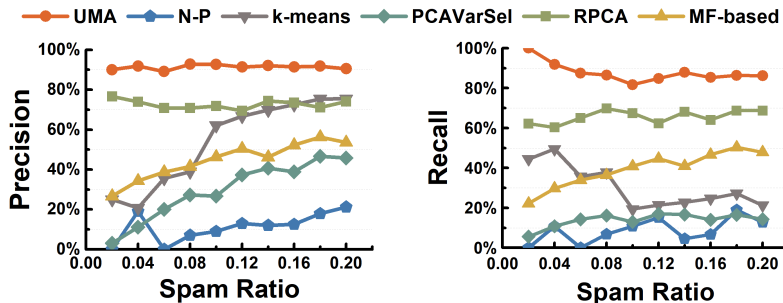 UMA N-P k-means PCAVarSel RPCA MF-based
Precision
100%
80%
60%
40%
20%
0%
0.00 0.04 0.08 0.12 0.16 0.20
Spam Ratio
Recall
100%
80%
60%
40%
20%
0%
0.00 0.04 0.08 0.12 0.16 0.20
Spam Ratio